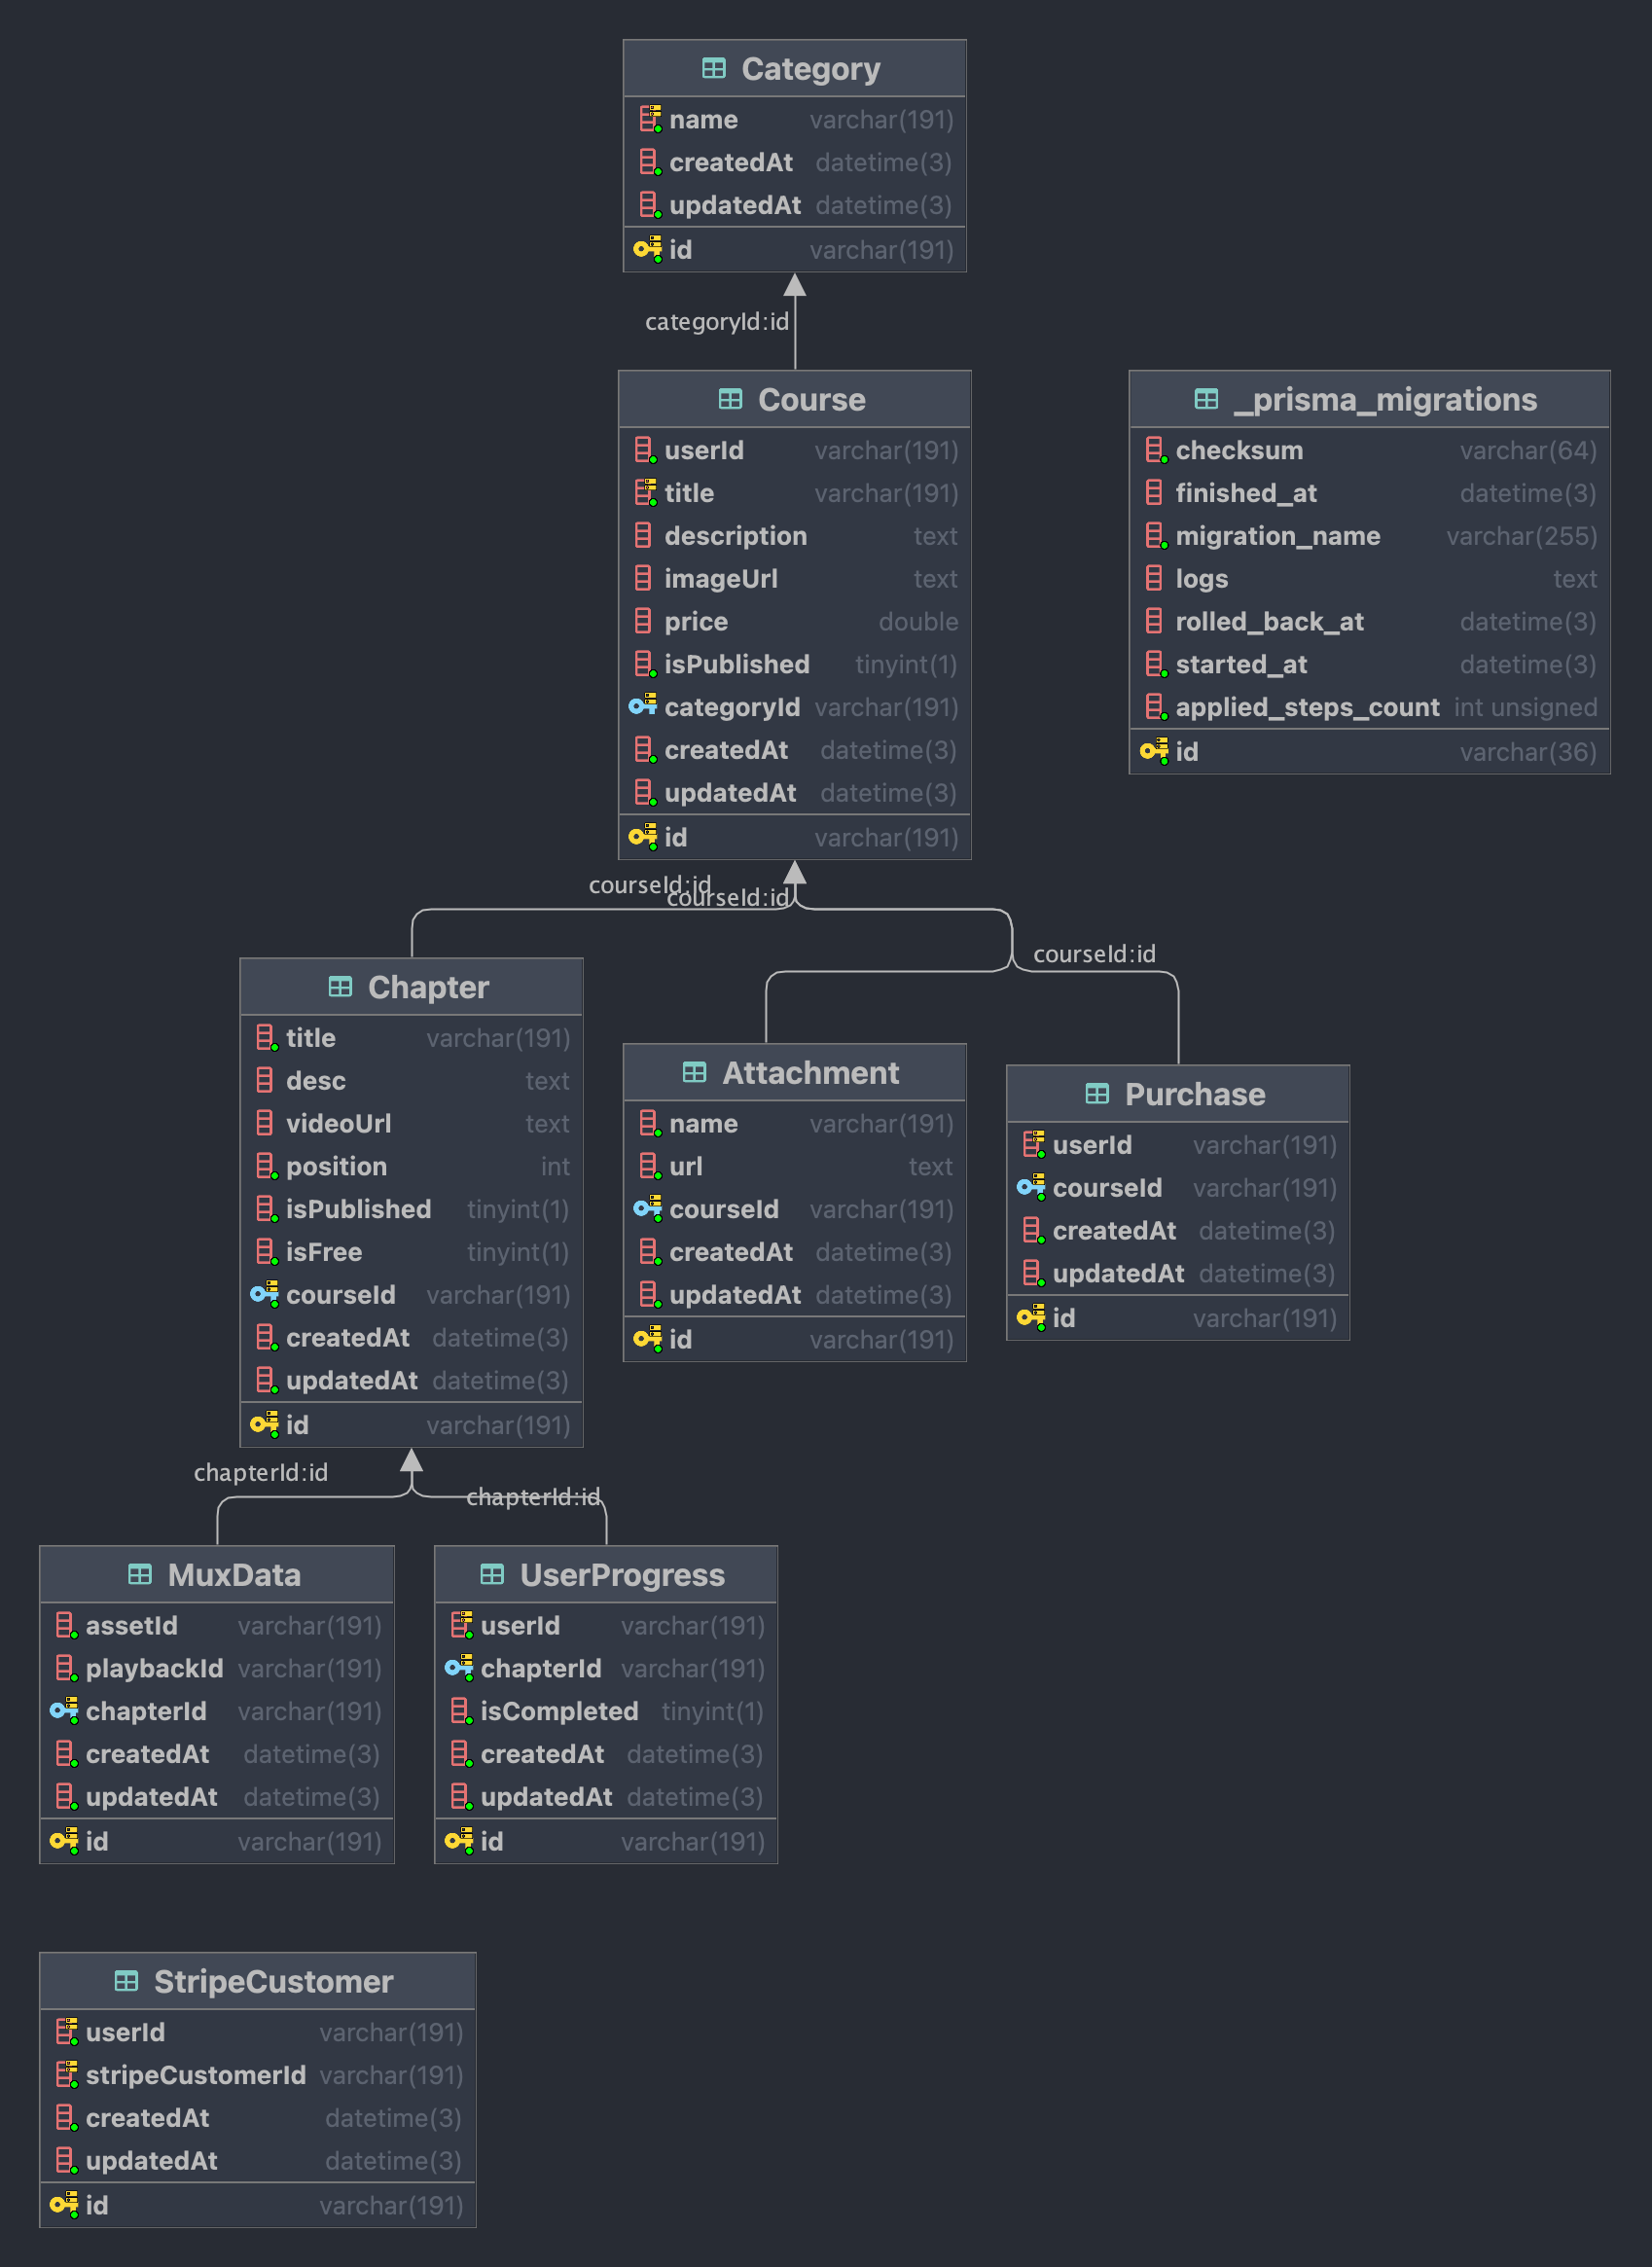 Category
name varchar(191)
createdAt datetime(3)
updatedAt datetime(3)
id varchar(191)
categoryId:id
Course
userId varchar(191)
title varchar(191)
description text
imageUrl text
price double
isPublished tinyint(1)
categoryId varchar(191)
createdAt datetime(3)
updatedAt datetime(3)
id varchar(191)
_prisma_migrations
checksum varchar(64)
finished_at datetime(3)
migration_name varchar(255)
logs text
rolled_back_at datetime(3)
started_at datetime(3)
applied_steps_count int unsigned
id varchar(36)
courseId:id
courseId:id
courseId:id
Chapter
title varchar(191)
desc text
videoUrl text
position int
isPublished tinyint(1)
isFree tinyint(1)
courseId varchar(191)
createdAt datetime(3)
updatedAt datetime(3)
id varchar(191)
Attachment
name varchar(191)
url text
courseId varchar(191)
createdAt datetime(3)
updatedAt datetime(3)
id varchar(191)
Purchase
userId varchar(191)
courseId varchar(191)
createdAt datetime(3)
updatedAt datetime(3)
id varchar(191)
chapterId:id
chapterId:id
MuxData
assetId varchar(191)
playbackId varchar(191)
chapterId varchar(191)
createdAt datetime(3)
updatedAt datetime(3)
id varchar(191)
UserProgress
userId varchar(191)
chapterId varchar(191)
isCompleted tinyint(1)
createdAt datetime(3)
updatedAt datetime(3)
id varchar(191)
StripeCustomer
userId varchar(191)
stripeCustomerId varchar(191)
createdAt datetime(3)
updatedAt datetime(3)
id varchar(191)